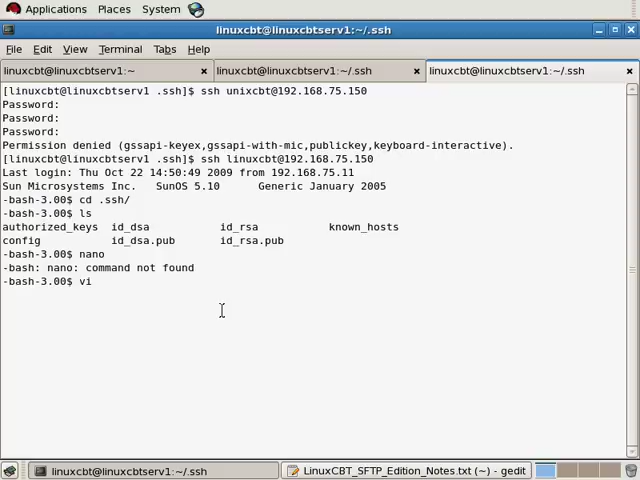 Applications Places System
linuxcbt@linuxcbtserv1:~/.ssh
File Edit View Terminal Tabs Help
linuxcbt@linuxcbtserv1:~ linuxcbt@linuxcbtserv1:~/.ssh linuxcbt@linuxcbtserv1:~/.ssh
[linuxcbt@linuxcbtserv1 .ssh]$ ssh unixcbt@192.168.75.150
Password:
Password:
Password:
Permission denied (gssapi-keyex,gssapi-with-mic,publickey,keyboard-interactive).
[linuxcbt@linuxcbtserv1 .ssh]$ ssh linuxcbt@192.168.75.150
Last login: Thu Oct 22 14:50:49 2009 from 192.168.75.11
Sun Microsystems Inc. SunOS 5.10 Generic January 2005
-bash-3.00$ cd .ssh/
-bash-3.00$ ls
authorized_keys id_dsa id_rsa known_hosts
config id_dsa.pub id_rsa.pub
-bash-3.00$ nano
-bash: nano: command not found
-bash-3.00$ vi
linuxcbt@linuxcbtserv1:~/.ssh LinuxCBT_SFTP_Edition_Notes.txt (~) - gedit